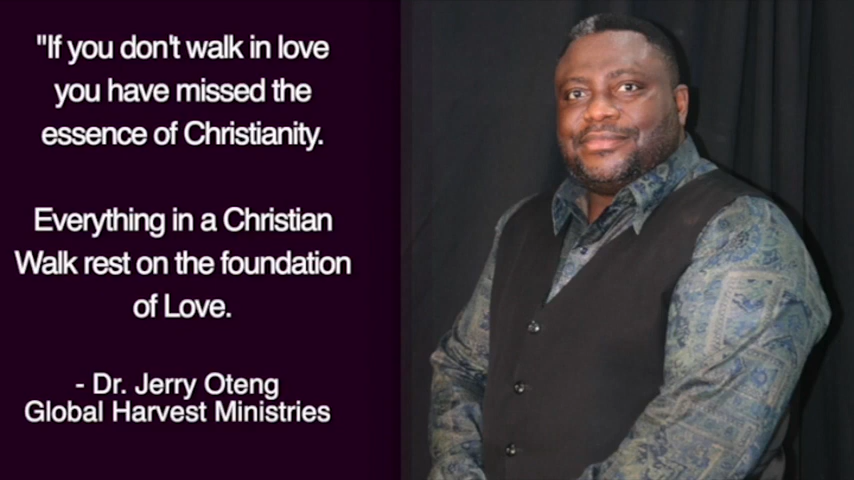 "If you don't walk in love
you have missed the
essence of Christianity.
Everything in a Christian
Walk rest on the foundation
of Love.
- Dr. Jerry Oteng
Global Harvest Ministries